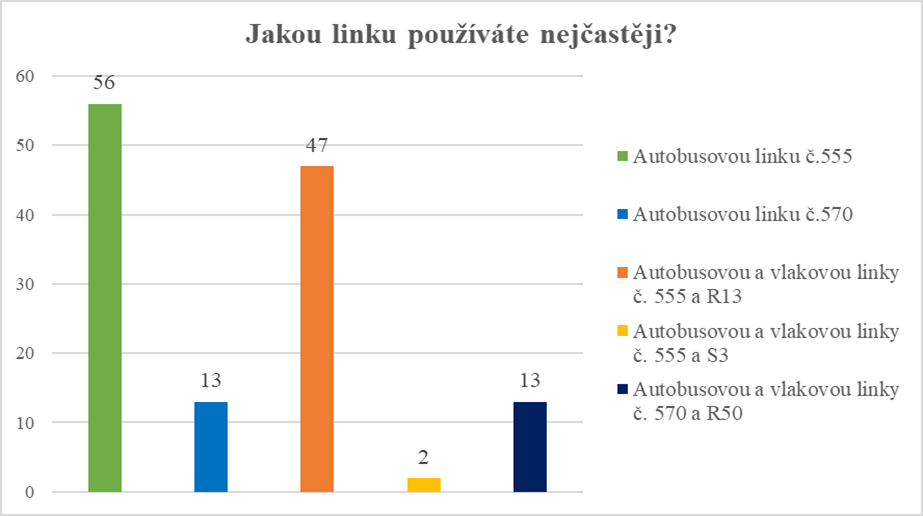 Jakou linku používáte nejčastěji?
60
50
40
30
20
10
0
56
13
47
2
13
Autobusovou linku č.555
Autobusovou linku č.570
Autobusovou a vlakovou linky
č. 555 a R13
Autobusovou a vlakovou linky
č. 555 a S3
Autobusovou a vlakovou linky
č. 570 a R50